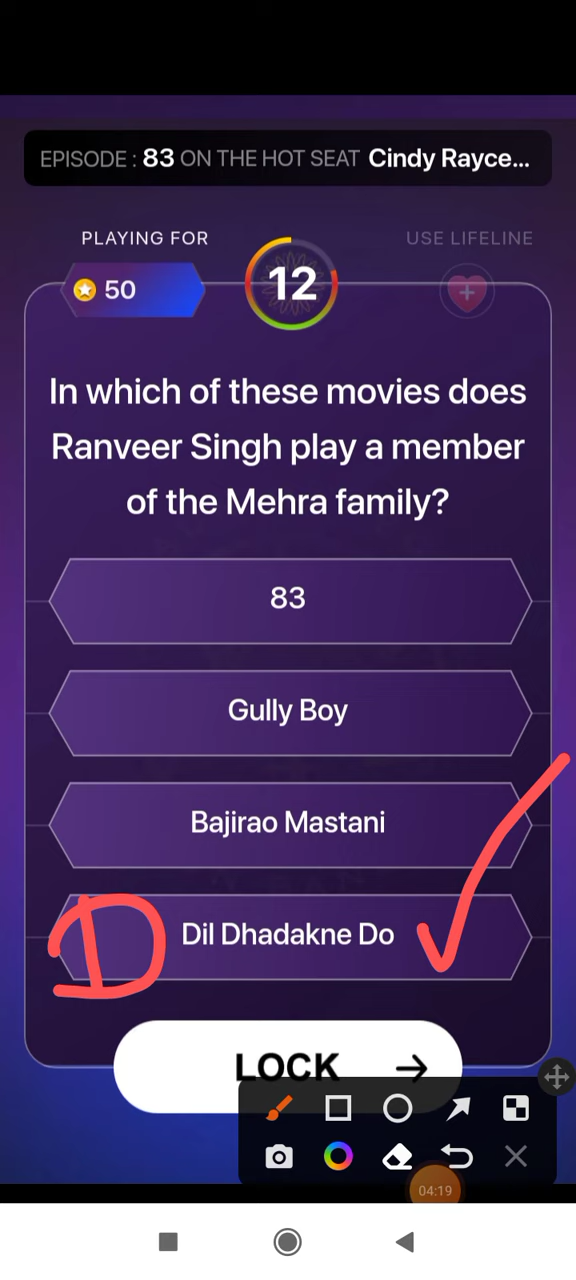 EPISODE : 83 ON THE HOT SEAT Cindy Rayce...
PLAYING FOR
USE LIFELINE
50
12
In which of these movies does
Ranveer Singh play a member
of the Mehra family?
83
Gully Boy
Bajirao Mastani
D Dil Dhadakne Do
LOCK
04:19